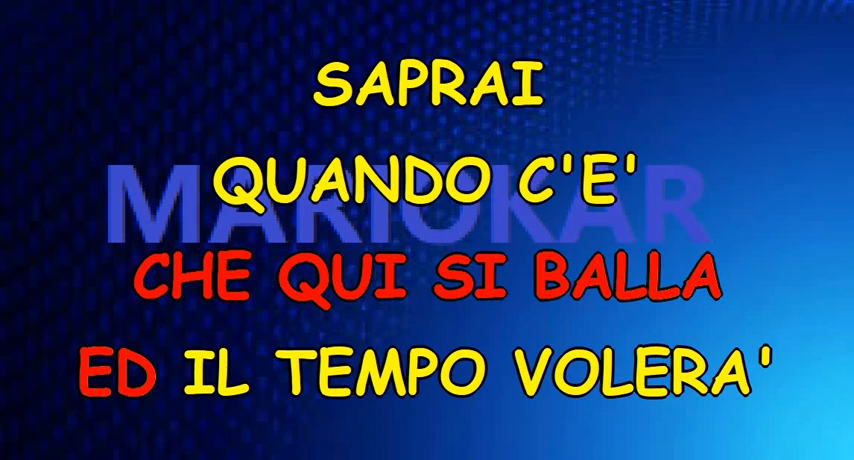 SAPRAI
QUANDO C'E'
MARIOKAR
CHE QUI SI BALLA
ED IL TEMPO VOLERA'